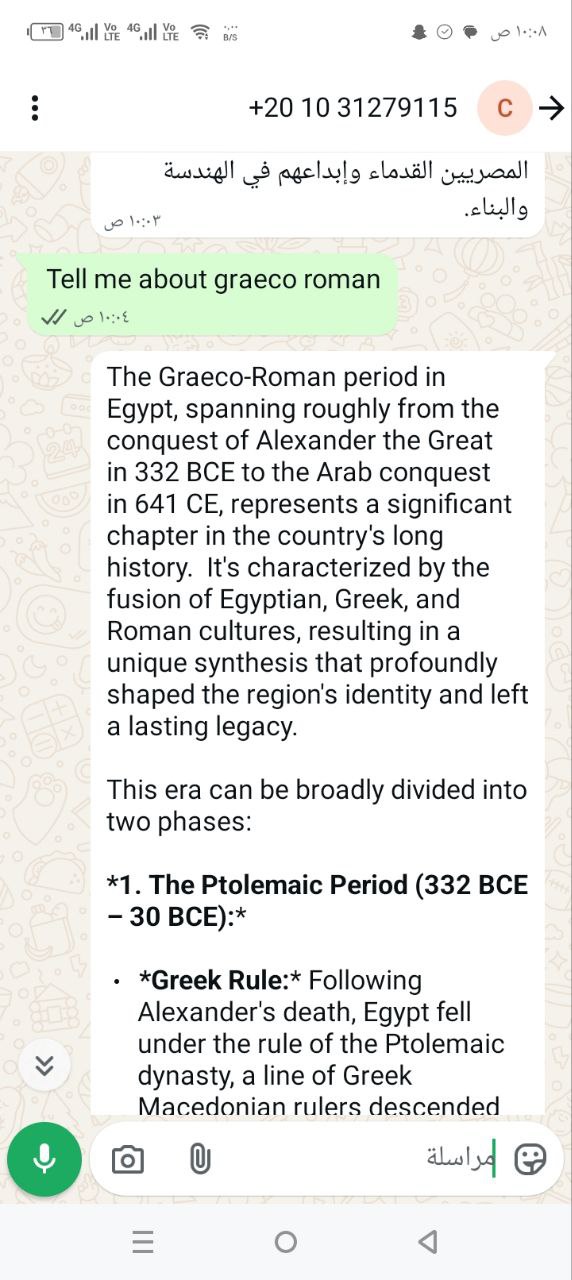 ٣٦ 4G Vo LTE 4G Vo LTE B/S ١٠:٠٨ ص
+20 10 31279115 C
المصريين القدماء وإبداعهم في الهندسة
والبناء.
١٠:٠٣ ص
Tell me about graeco roman
١٠:٠٤ ص
The Graeco-Roman period in
Egypt, spanning roughly from the
conquest of Alexander the Great
in 332 BCE to the Arab conquest
in 641 CE, represents a significant
chapter in the country's long
history. It's characterized by the
fusion of Egyptian, Greek, and
Roman cultures, resulting in a
unique synthesis that profoundly
shaped the region's identity and left
a lasting legacy.
This era can be broadly divided into
two phases:
*1. The Ptolemaic Period (332 BCE
– 30 BCE):*
• *Greek Rule:* Following
Alexander's death, Egypt fell
under the rule of the Ptolemaic
dynasty, a line of Greek
Macedonian rulers descended
مراسلة